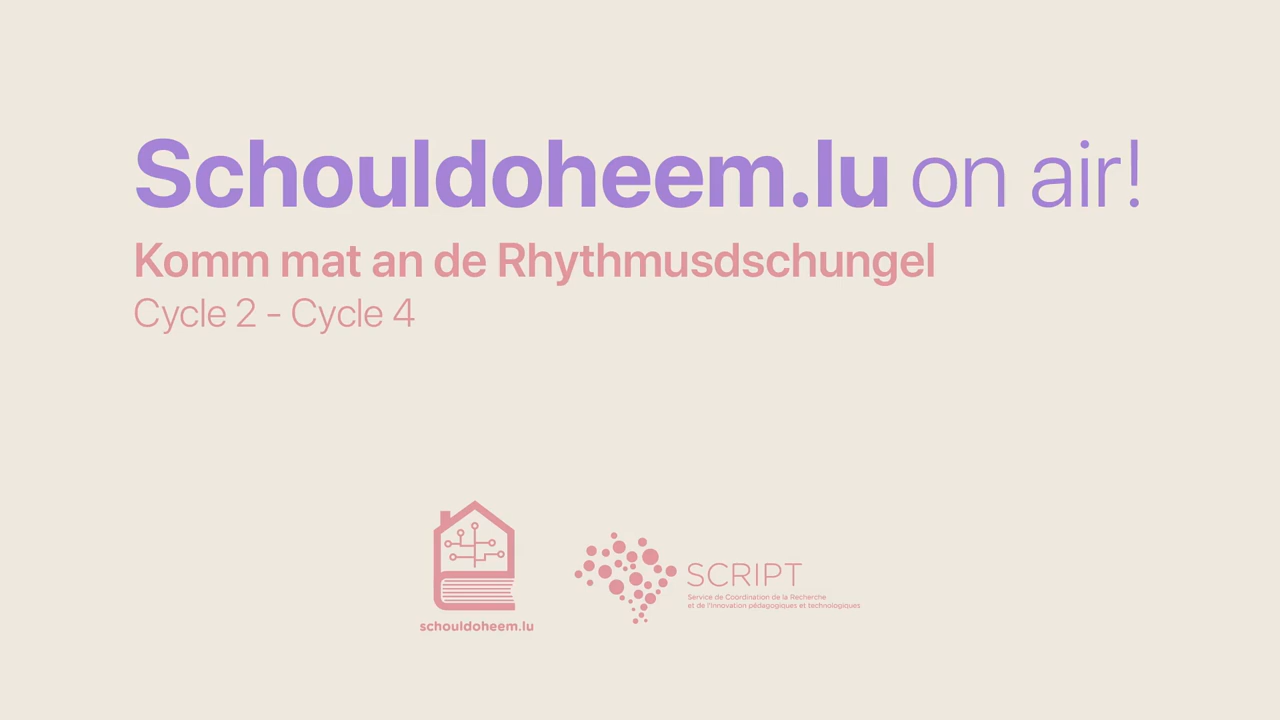 Schouldoheem.lu on air!
Komm mat an de Rhythmusdschungel
Cycle 2 - Cycle 4
schouldoheem.lu
SCRIPT
Service de Coordination de la Recherche
et de l'Innovation pédagogiques et technologiques